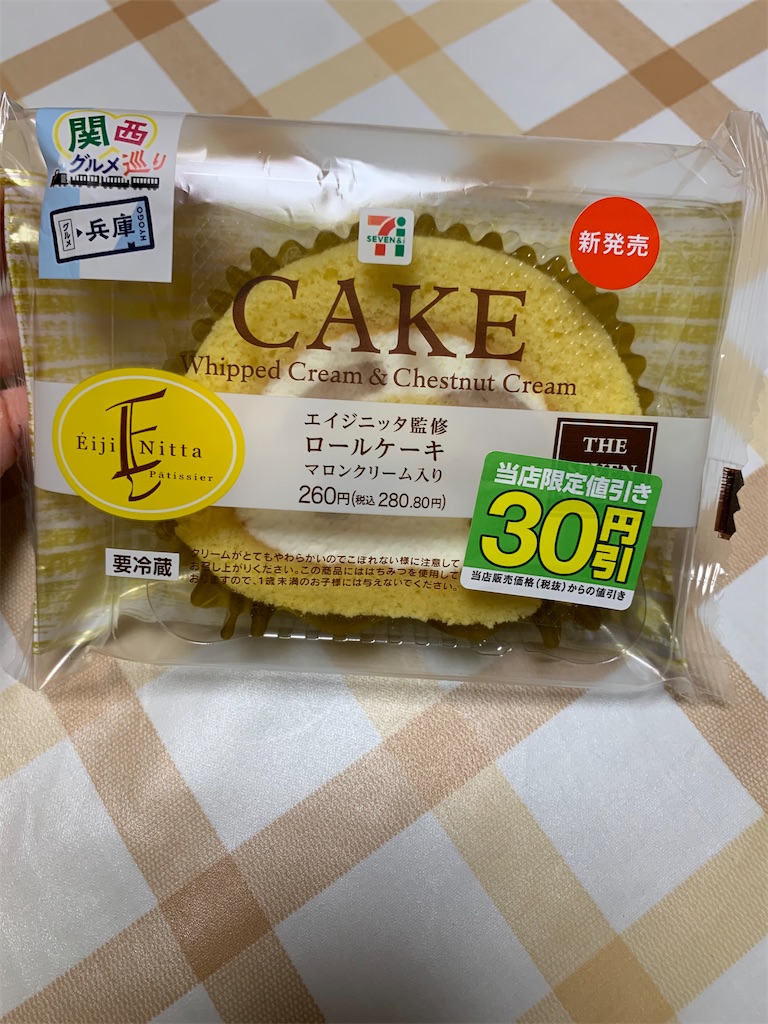 関西
グルメ巡り
グルメ
兵庫
HYOGO
SEVEN&i
新発売
CAKE
Whipped Cream & Chestnut Cream
Éiji Nitta
Pâtissier
エイジニッタ監修
ロールケーキ
マロンクリーム入り
260円(税込280.80円)
THE
当店限定値引き
30円引
当店販売価格(税抜)からの値引き
要冷蔵
クリームがとてもやわらかいのでこぼれない様に注意して
お召し上がりください。この商品にははちみつを使用して
おりますので、1歳未満のお子様には与えないでください。